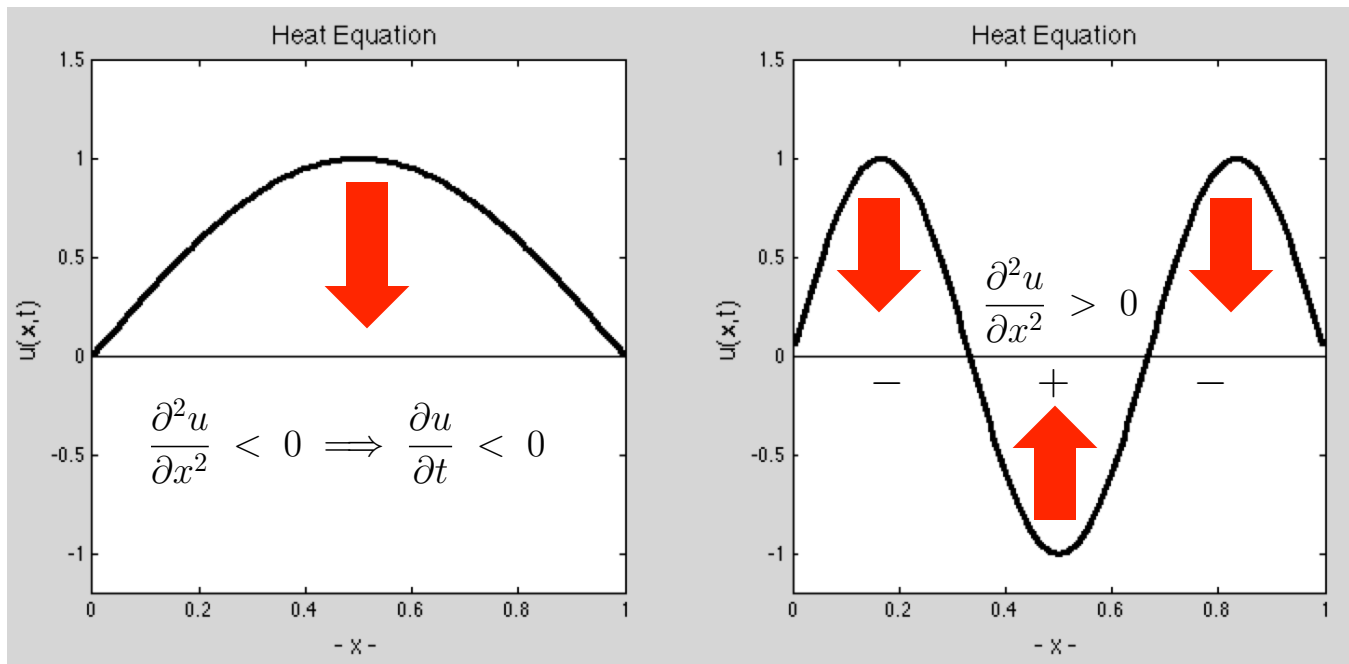 Heat Equation
1.5
1
0.5
0
-0.5
-1
u(x,t)
∂²u/∂x² < 0 ⟹ ∂u/∂t < 0
0 0.2 0.4 0.6 0.8 1
- x -
Heat Equation
1.5
1
0.5
0
-0.5
-1
u(x,t)
∂²u/∂x² > 0
− + −
0 0.2 0.4 0.6 0.8 1
- x -